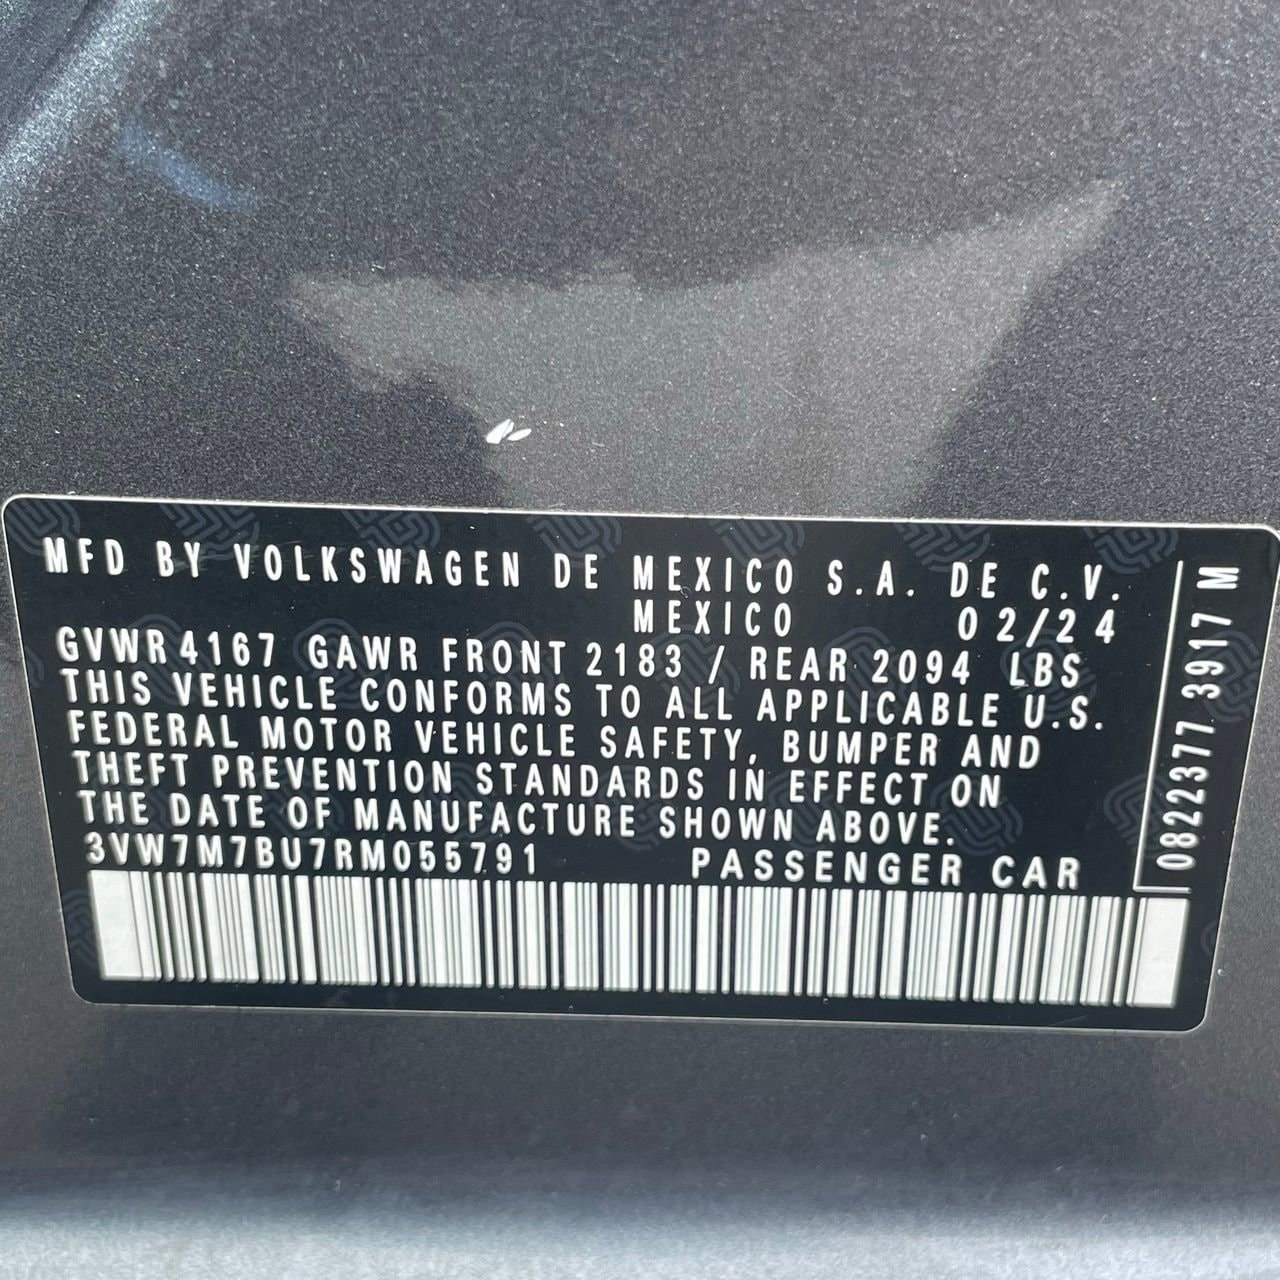 MFD BY VOLKSWAGEN DE MEXICO S.A. DE C.V.
MEXICO 02/24
GVWR 4167 GAWR FRONT 2183 / REAR 2094 LBS
THIS VEHICLE CONFORMS TO ALL APPLICABLE U.S.
FEDERAL MOTOR VEHICLE SAFETY, BUMPER AND
THEFT PREVENTION STANDARDS IN EFFECT ON
THE DATE OF MANUFACTURE SHOWN ABOVE.
3VW7M7BU7RM055791 PASSENGER CAR
0822377 3917 M